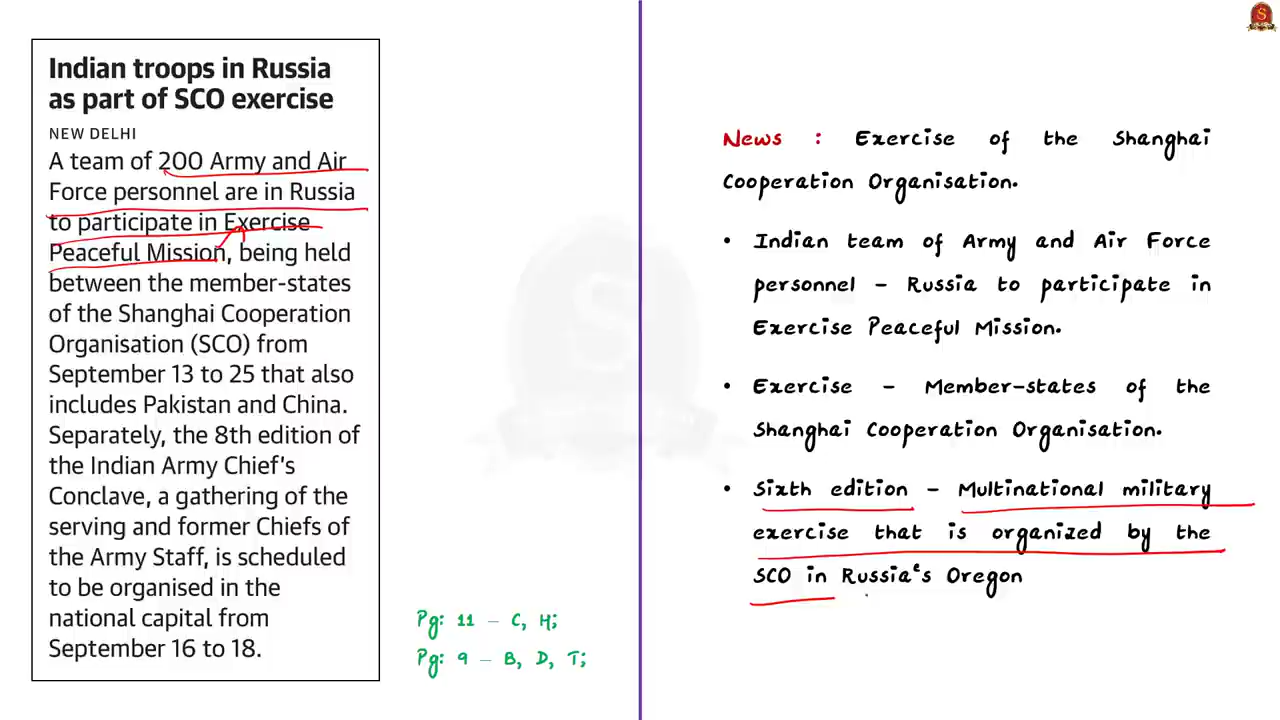 Indian troops in Russia
as part of SCO exercise
NEW DELHI
A team of 200 Army and Air
Force personnel are in Russia
to participate in Exercise
Peaceful Mission, being held
between the member-states
of the Shanghai Cooperation
Organisation (SCO) from
September 13 to 25 that also
includes Pakistan and China.
Separately, the 8th edition of
the Indian Army Chief's
Conclave, a gathering of the
serving and former Chiefs of
the Army Staff, is scheduled
to be organised in the
national capital from
September 16 to 18.
Pg: 11 – C, H;
Pg: 9 – B, D, T;
News : Exercise of the Shanghai
Cooperation Organisation.
• Indian team of Army and Air Force
personnel – Russia to participate in
Exercise Peaceful Mission.
• Exercise – Member-states of the
Shanghai Cooperation Organisation.
• Sixth edition – Multinational military
exercise that is organized by the
SCO in Russia's Oregon
S